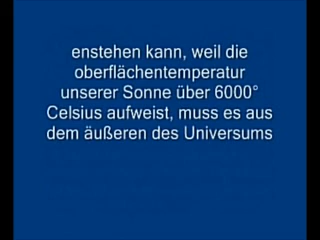 enstehen kann, weil die
oberflächentemperatur
unserer Sonne über 6000°
Celsius aufweist, muss es aus
dem äußeren des Universums